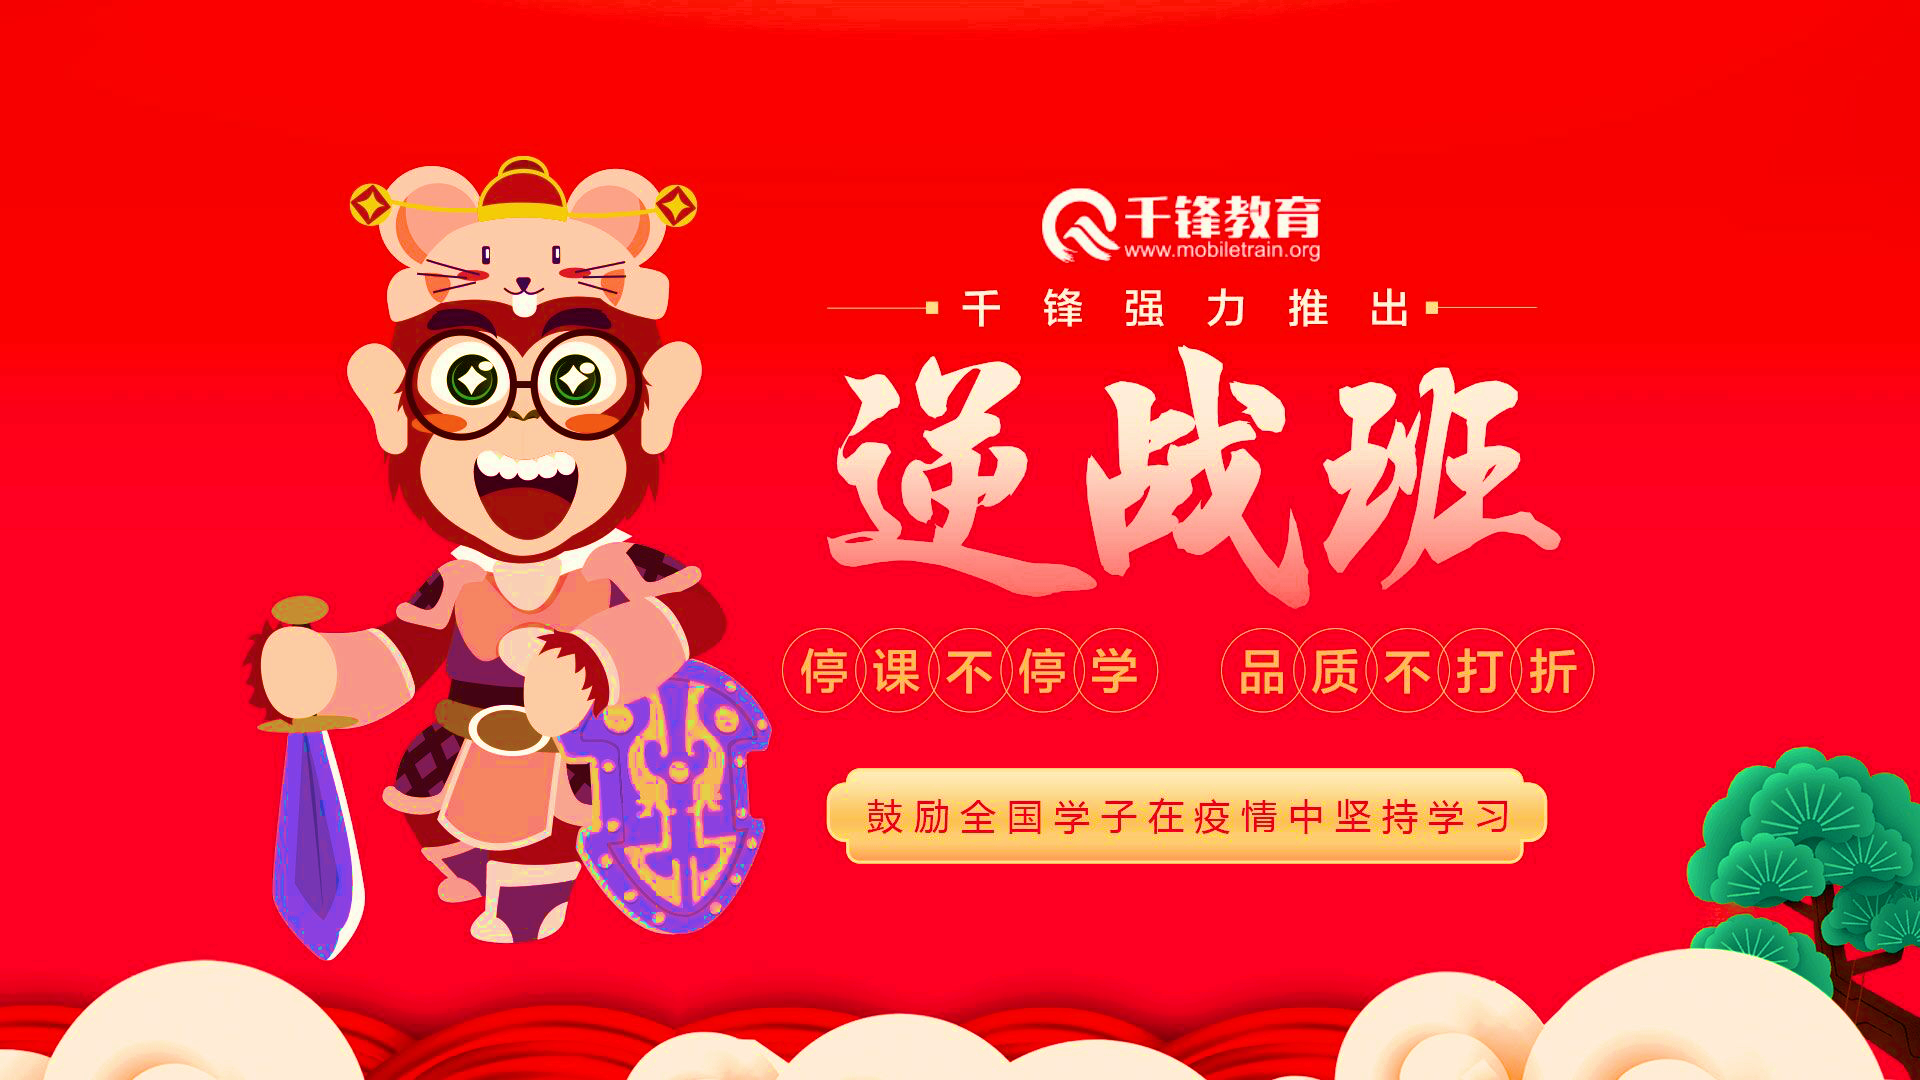 千锋教育
www.mobiletrain.org
千锋强力推出
逆战班
停课不停学 品质不打折
鼓励全国学子在疫情中坚持学习